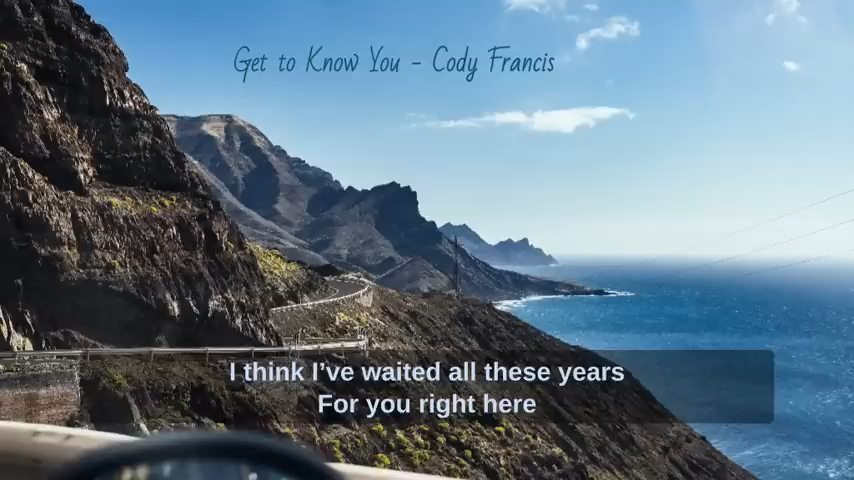 Get to Know You - Cody Francis
I think I've waited all these years
For you right here